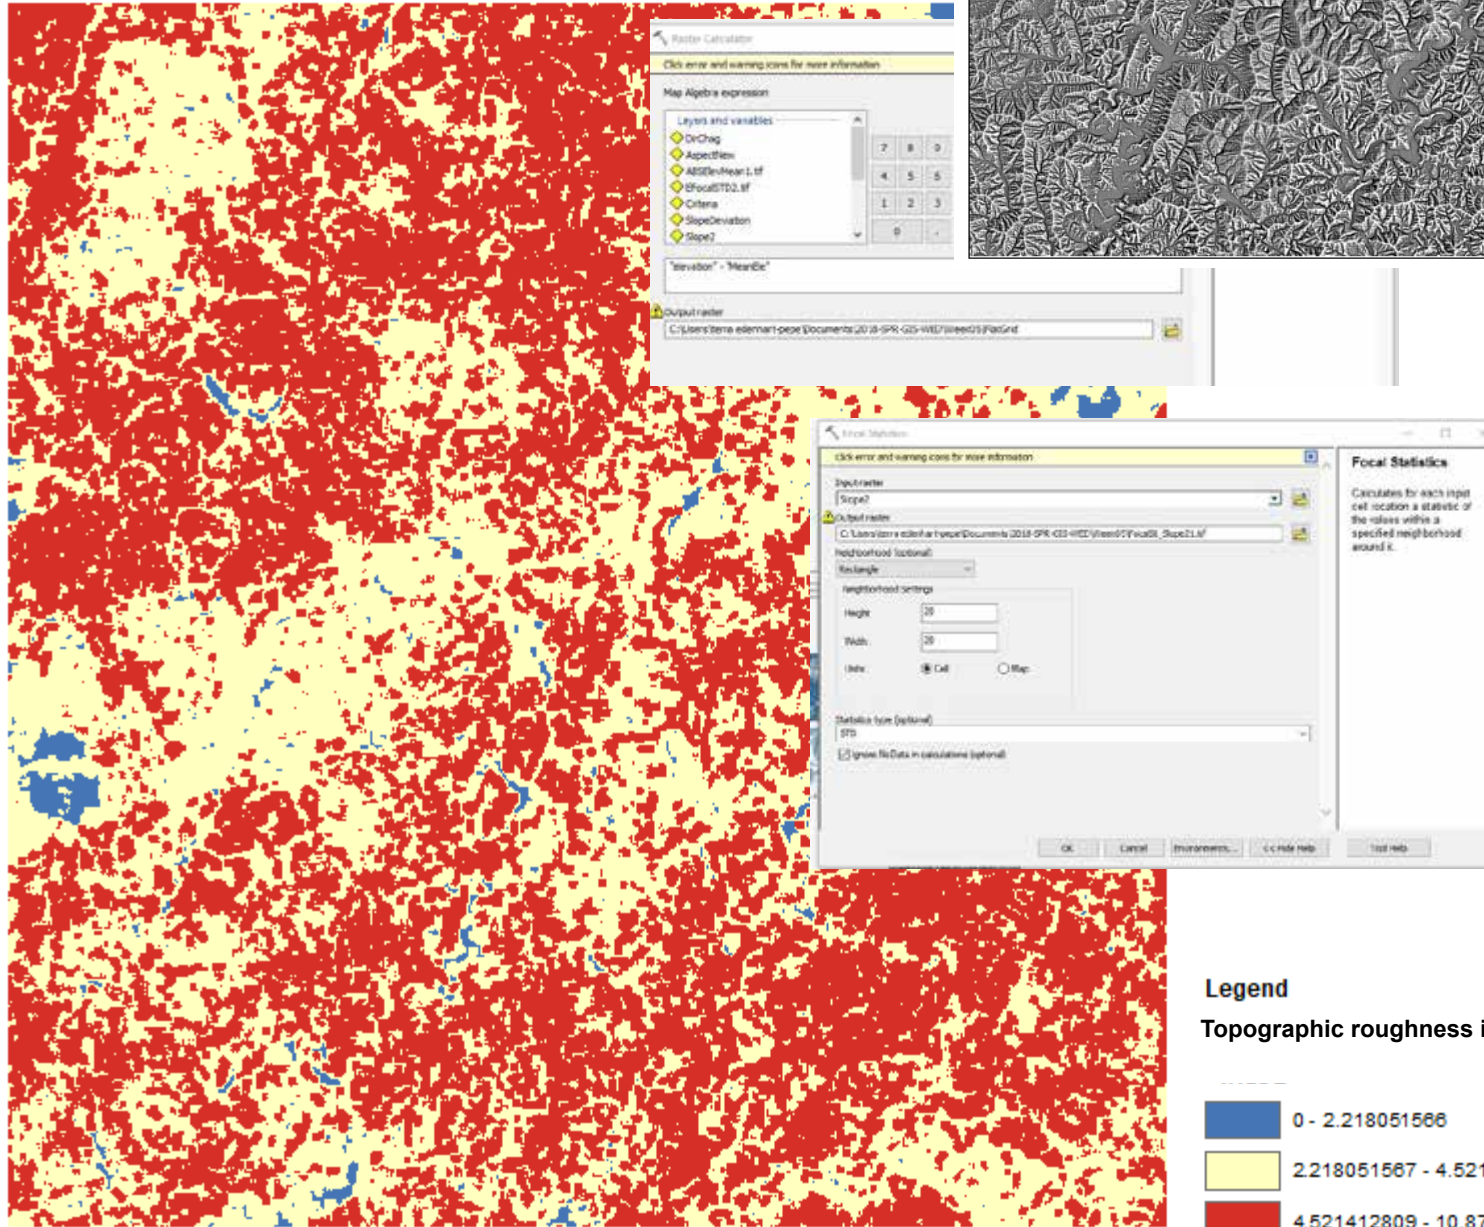 Raster Calculator
Click error and warning icons for more information
Map Algebra expression
Layers and variables
DirChag
AspectNew
ABSElevMean1.tif
EFocalSTD2.tif
Criteria
SlopeDeviation
Slope2
7 8 9
4 5 6
1 2 3
0 .
"elevation" - "MeanEle"
Output raster
Focal Statistics
Click error and warning icons for more information
Input raster
Slope2
Output raster
Neighborhood (optional)
Rectangle
Neighborhood Settings
Height: 20
Width: 20
Units: Cell Map
Statistics type (optional)
STD
Ignore NoData in calculations (optional)
OK Cancel Environments... << Hide Help Tool Help
Focal Statistics
Calculates for each input
cell location a statistic of
the values within a
specified neighborhood
around it.
Legend
Topographic roughness i
0 - 2.218051566
2.218051567 - 4.521
4.521412809 - 10.87